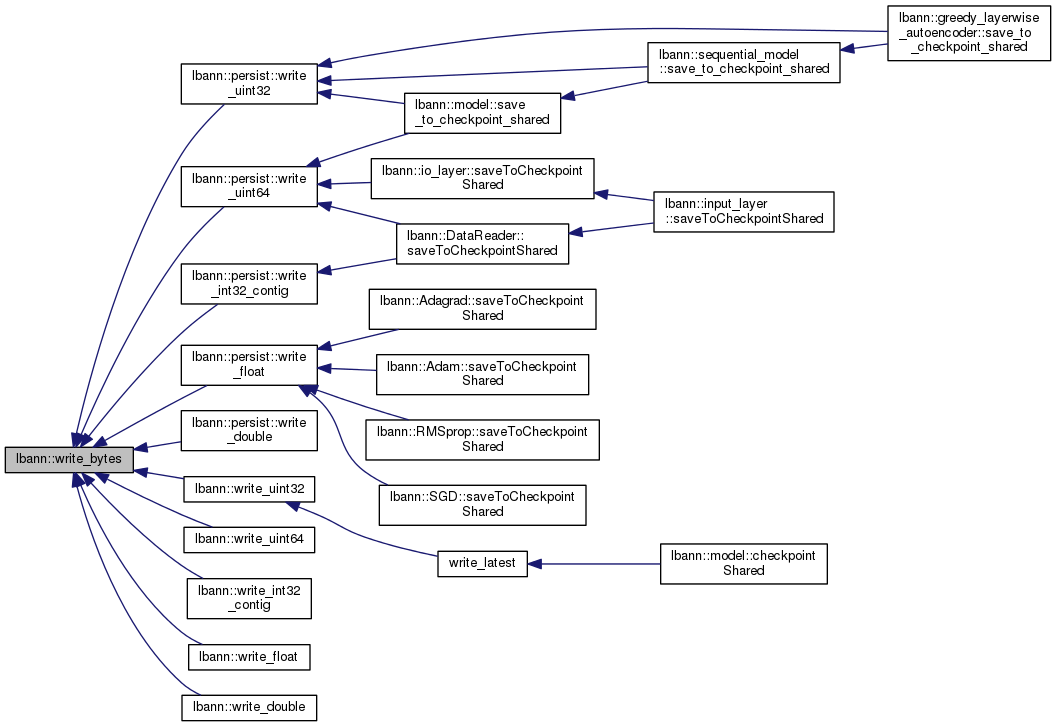 lbann::greedy_layerwise
_autoencoder::save_to
_checkpoint_shared
lbann::sequential_model
::save_to_checkpoint_shared
lbann::persist::write
_uint32
lbann::model::save
_to_checkpoint_shared
lbann::persist::write
_uint64
lbann::io_layer::saveToCheckpoint
Shared
lbann::input_layer
::saveToCheckpointShared
lbann::DataReader::
saveToCheckpointShared
lbann::persist::write
_int32_contig
lbann::Adagrad::saveToCheckpoint
Shared
lbann::persist::write
_float
lbann::Adam::saveToCheckpoint
Shared
lbann::persist::write
_double
lbann::RMSprop::saveToCheckpoint
Shared
lbann::write_bytes
lbann::write_uint32
lbann::SGD::saveToCheckpoint
Shared
lbann::write_uint64
write_latest
lbann::model::checkpoint
Shared
lbann::write_int32
_contig
lbann::write_float
lbann::write_double